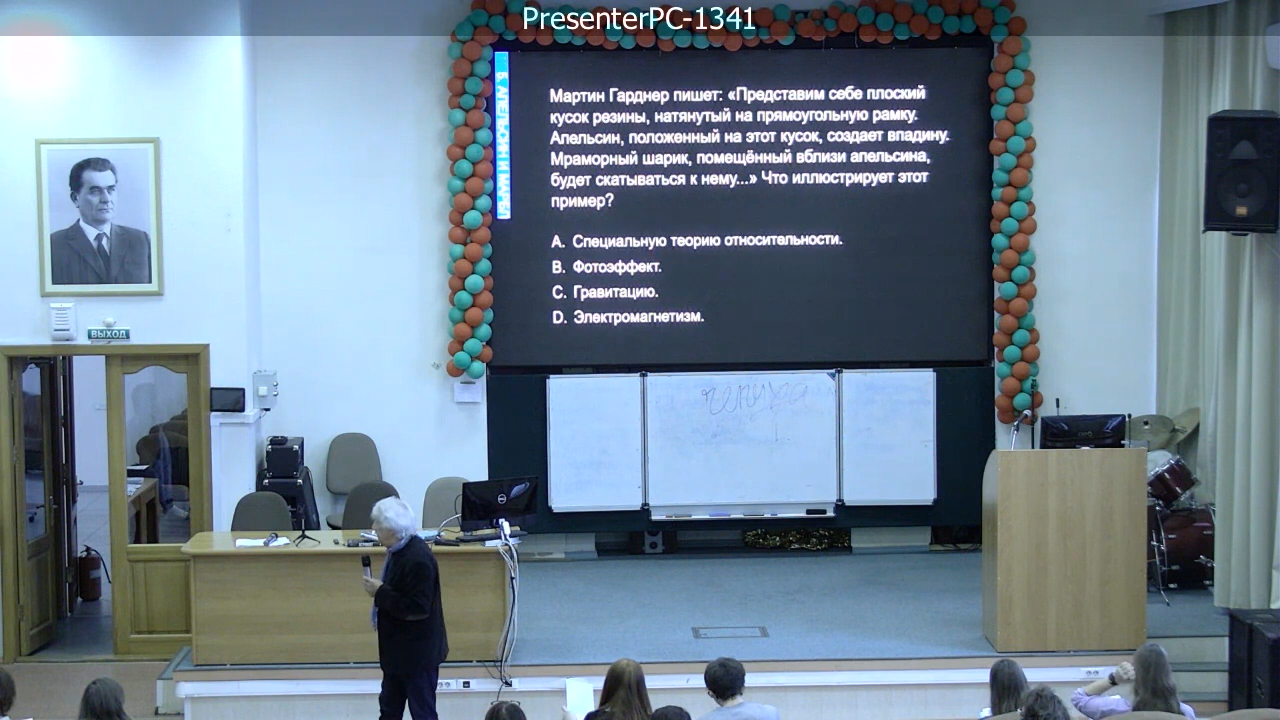 PresenterPC-1341
Мартин Гарднер пишет: «Представим себе плоский
кусок резины, натянутый на прямоугольную рамку.
Апельсин, положенный на этот кусок, создает впадину.
Мраморный шарик, помещённый вблизи апельсина,
будет скатываться к нему...» Что иллюстрирует этот
пример?
A. Специальную теорию относительности.
B. Фотоэффект.
C. Гравитацию.
D. Электромагнетизм.
чепуха
ВЫХОД
DELL